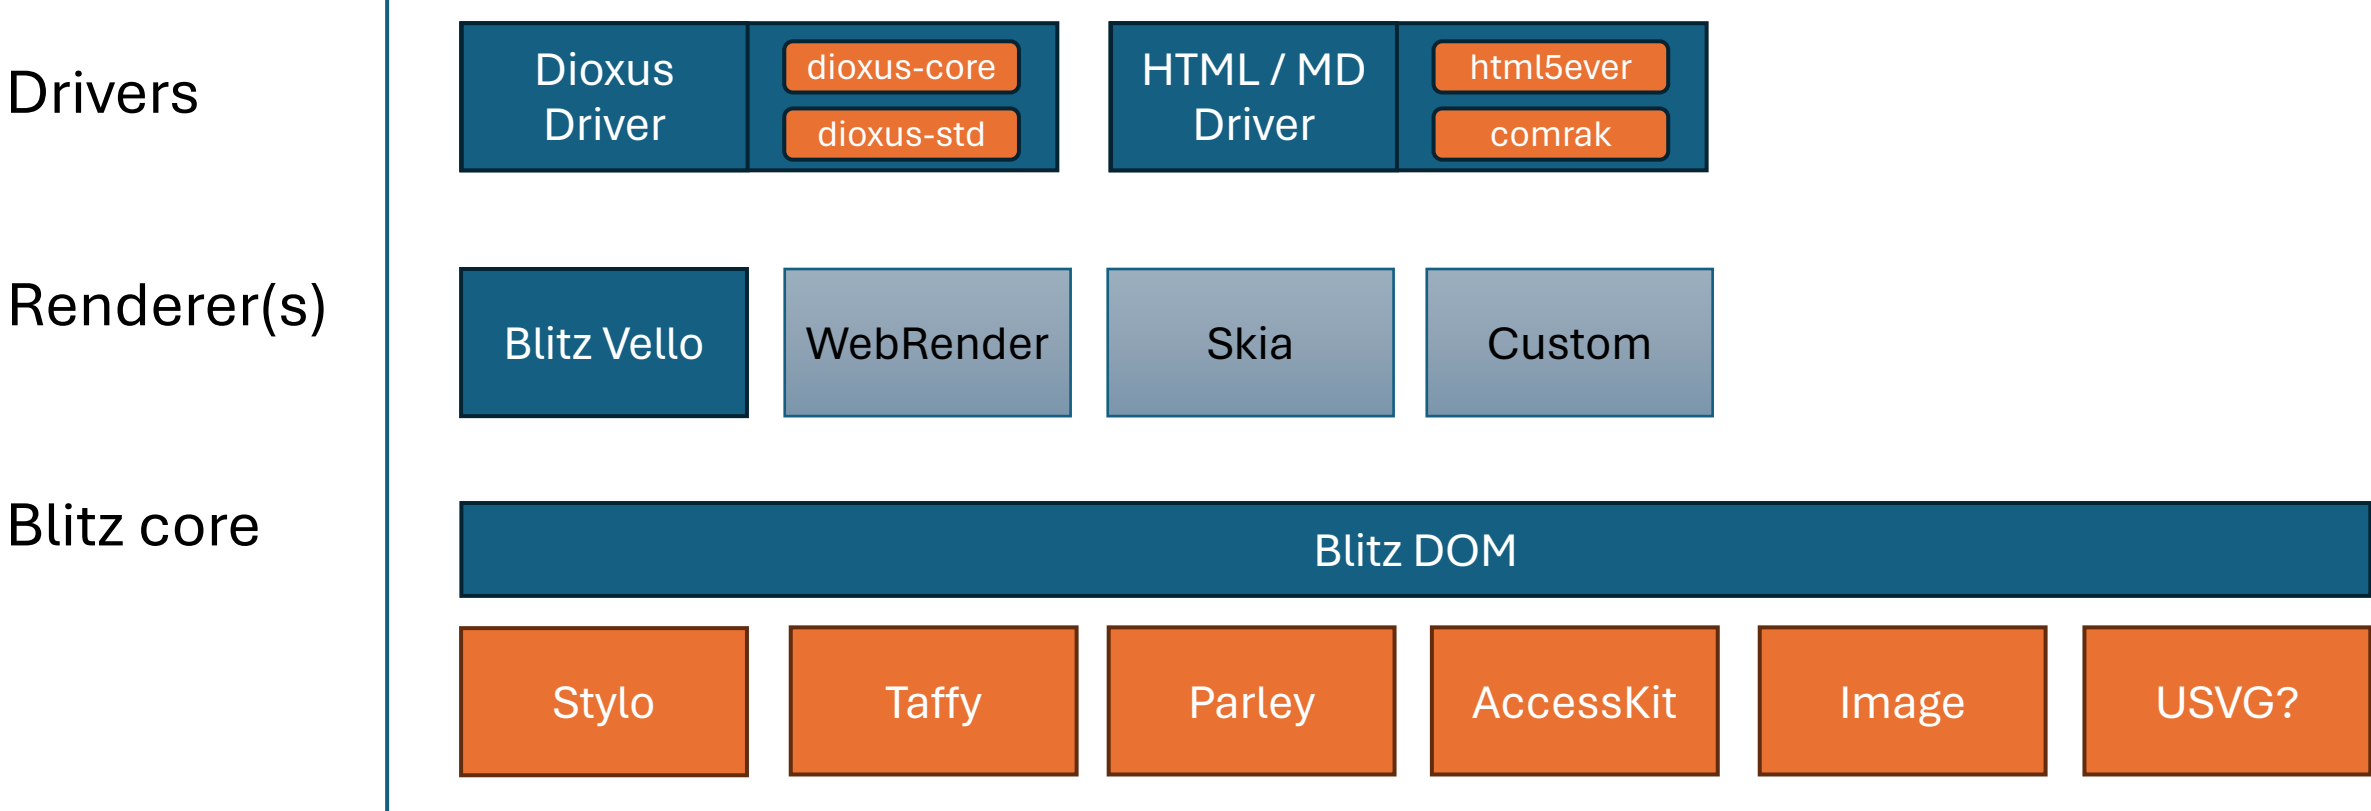 Drivers
Dioxus
Driver
dioxus-core
dioxus-std
HTML / MD
Driver
html5ever
comrak
Renderer(s)
Blitz Vello
WebRender
Skia
Custom
Blitz core
Blitz DOM
Stylo
Taffy
Parley
AccessKit
Image
USVG?